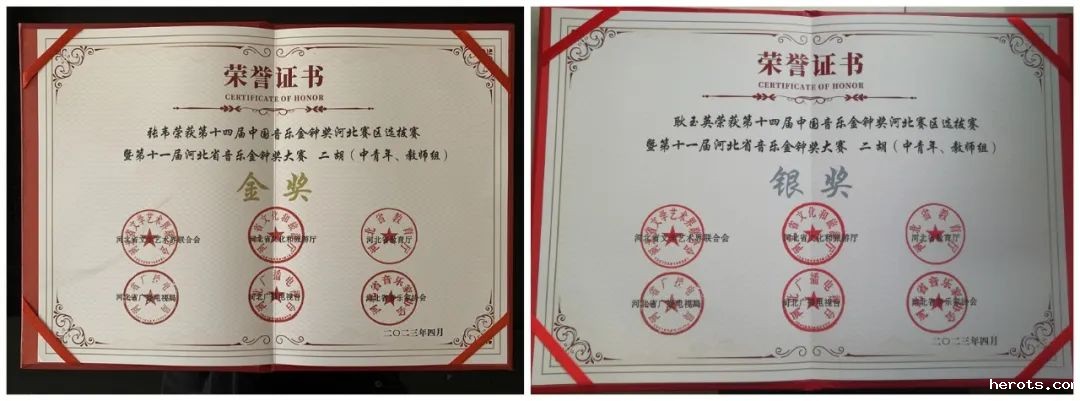 荣誉证书
CERTIFICATE OF HONOR
张韦荣获第十四届中国音乐金钟奖河北赛区选拔赛
暨第十一届河北省音乐金钟奖大赛 二胡（中青年、教师组）
金奖
河北省文学艺术界联合会 河北省文化和旅游厅 河北省教育厅
河北省广播电视局 河北广播电视台 河北省音乐家协会
二〇二三年四月
荣誉证书
CERTIFICATE OF HONOR
耿玉英荣获第十四届中国音乐金钟奖河北赛区选拔赛
暨第十一届河北省音乐金钟奖大赛 二胡（中青年、教师组）
银奖
河北省文学艺术界联合会 河北省文化和旅游厅 河北省教育厅
河北省广播电视局 河北广播电视台 河北省音乐家协会
二〇二三年四月
herots.com